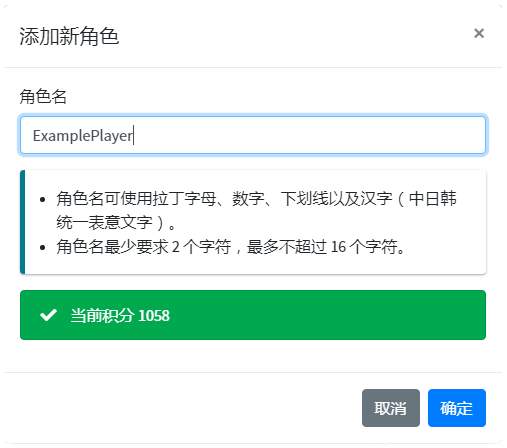 添加新角色
×
角色名
ExamplePlayer
角色名可使用拉丁字母、数字、下划线以及汉字（中日韩
统一表意文字）。
角色名最少要求 2 个字符，最多不超过 16 个字符。
当前积分 1058
取消 确定